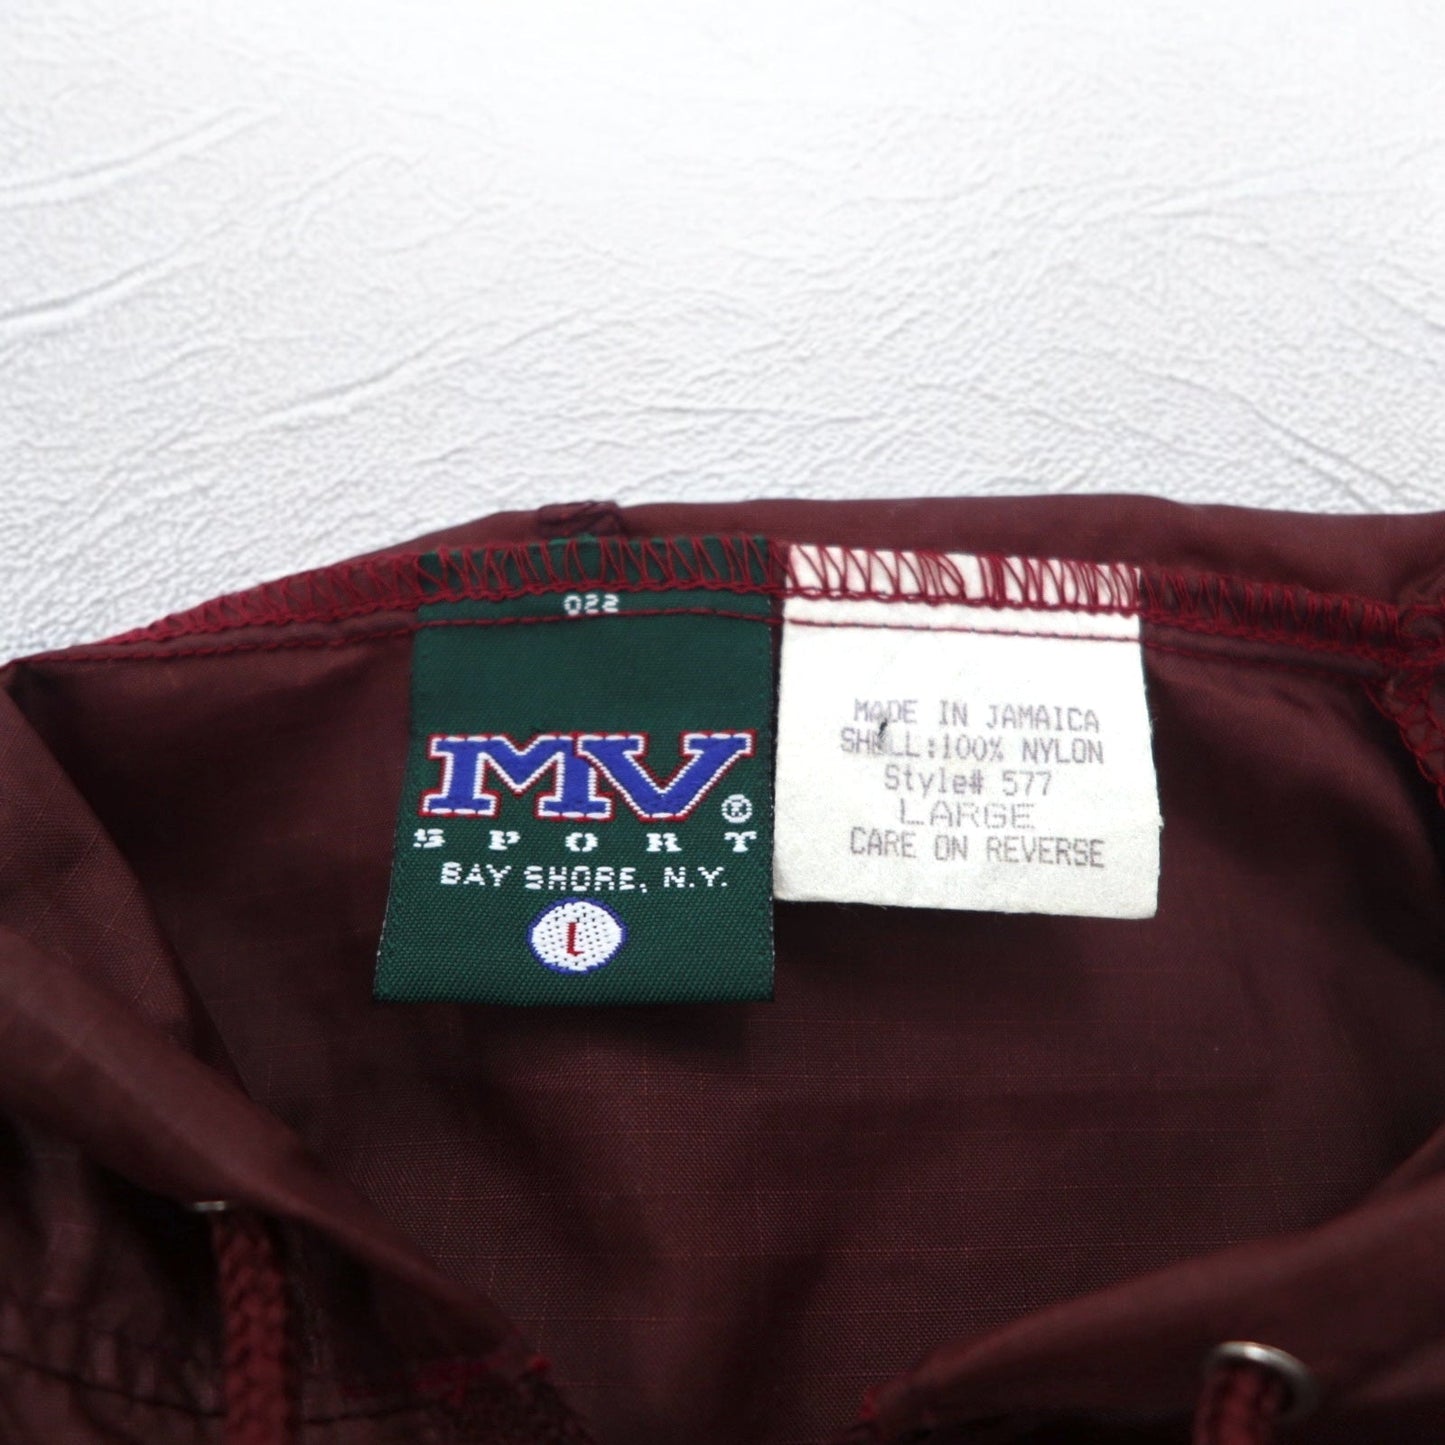 022
MV®
SPORT
BAY SHORE, N.Y.
L
MADE IN JAMAICA
SHELL:100% NYLON
Style# 577
LARGE
CARE ON REVERSE